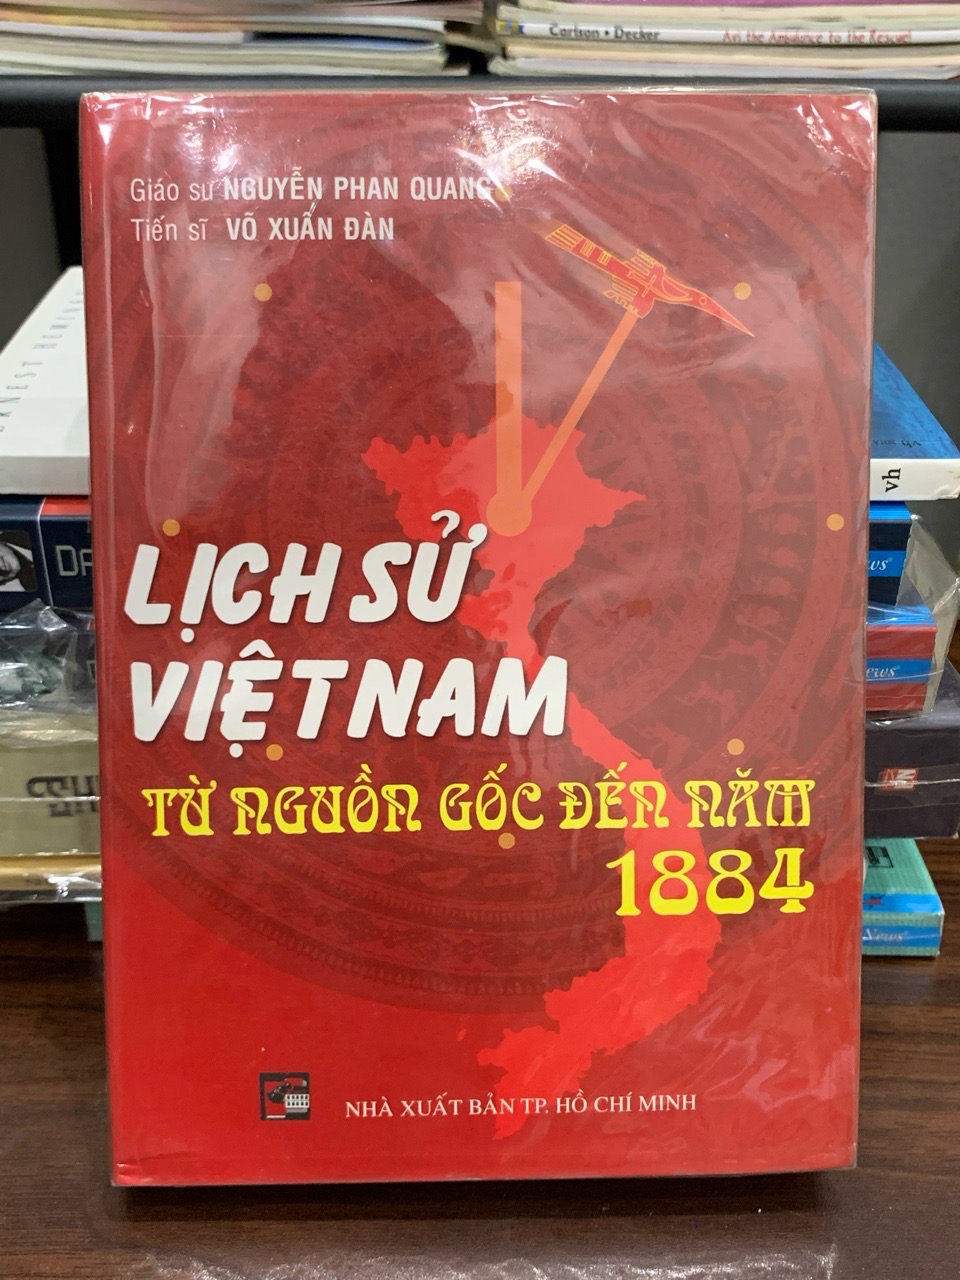 Carlson • Decker
Avi the Ambulance to the Rescue!
Giáo sư NGUYỄN PHAN QUANG
Tiến sĩ VÕ XUÂN ĐÀN
LỊCH SỬ
VIỆT NAM
TỪ NGUỒN GỐC ĐẾN NĂM
1884
NHÀ XUẤT BẢN TP. HỒ CHÍ MINH
vh